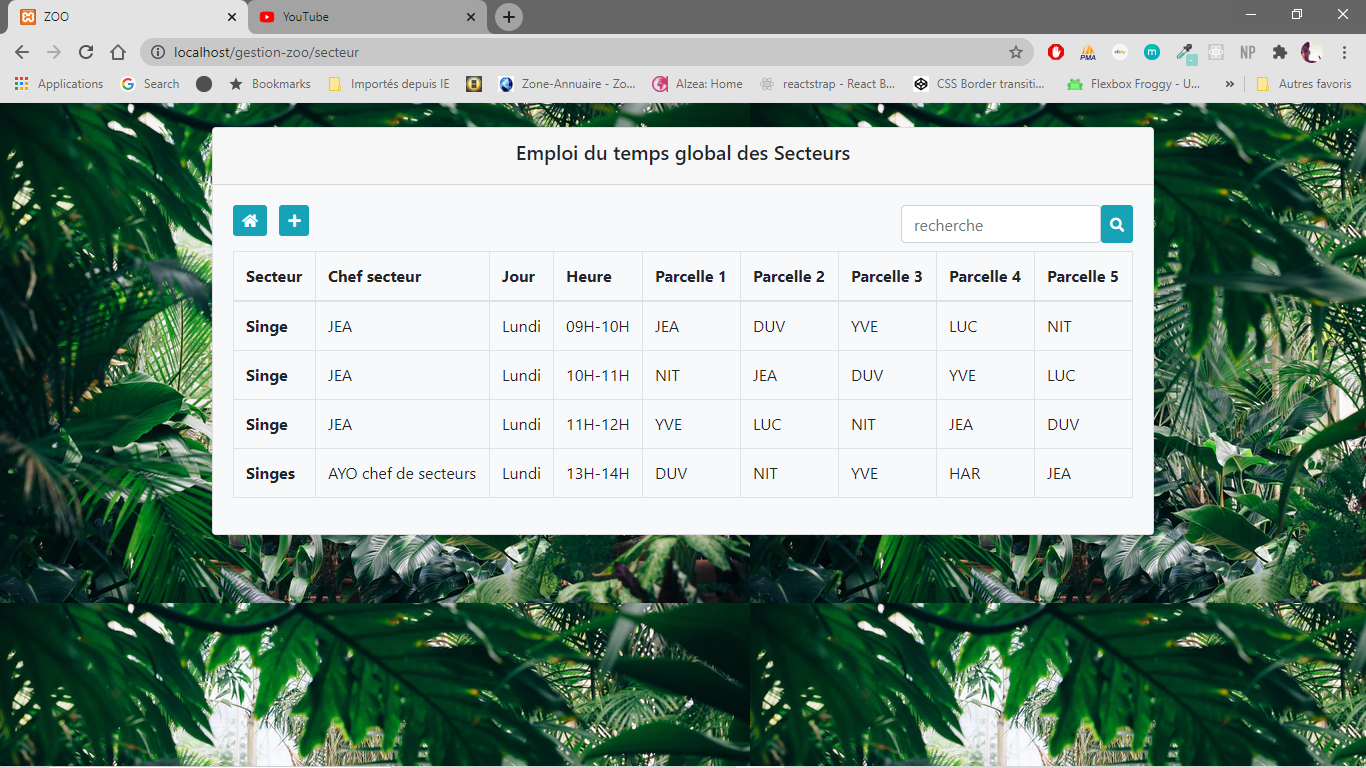 ZOO
YouTube
localhost/gestion-zoo/secteur
PMA
ebay
m
NP
Applications
Search
Bookmarks
Importés depuis IE
Zone-Annuaire - Zo...
Alzea: Home
reactstrap - React B...
CSS Border transiti...
Flexbox Froggy - U...
»
Autres favoris
Emploi du temps global des Secteurs
recherche
Secteur Chef secteur Jour Heure Parcelle 1 Parcelle 2 Parcelle 3 Parcelle 4 Parcelle 5
Singe JEA Lundi 09H-10H JEA DUV YVE LUC NIT
Singe JEA Lundi 10H-11H NIT JEA DUV YVE LUC
Singe JEA Lundi 11H-12H YVE LUC NIT JEA DUV
Singes AYO chef de secteurs Lundi 13H-14H DUV NIT YVE HAR JEA